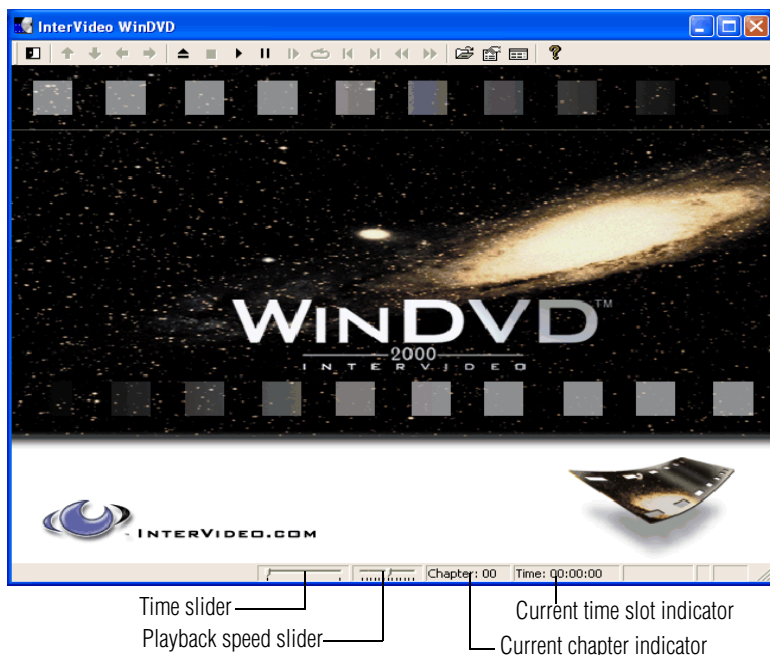 InterVideo WinDVD
WINDVD™
2000
INTERVIDEO
INTERVIDEO.COM
Chapter: 00 Time: 00:00:00
Time slider
Current time slot indicator
Playback speed slider
Current chapter indicator